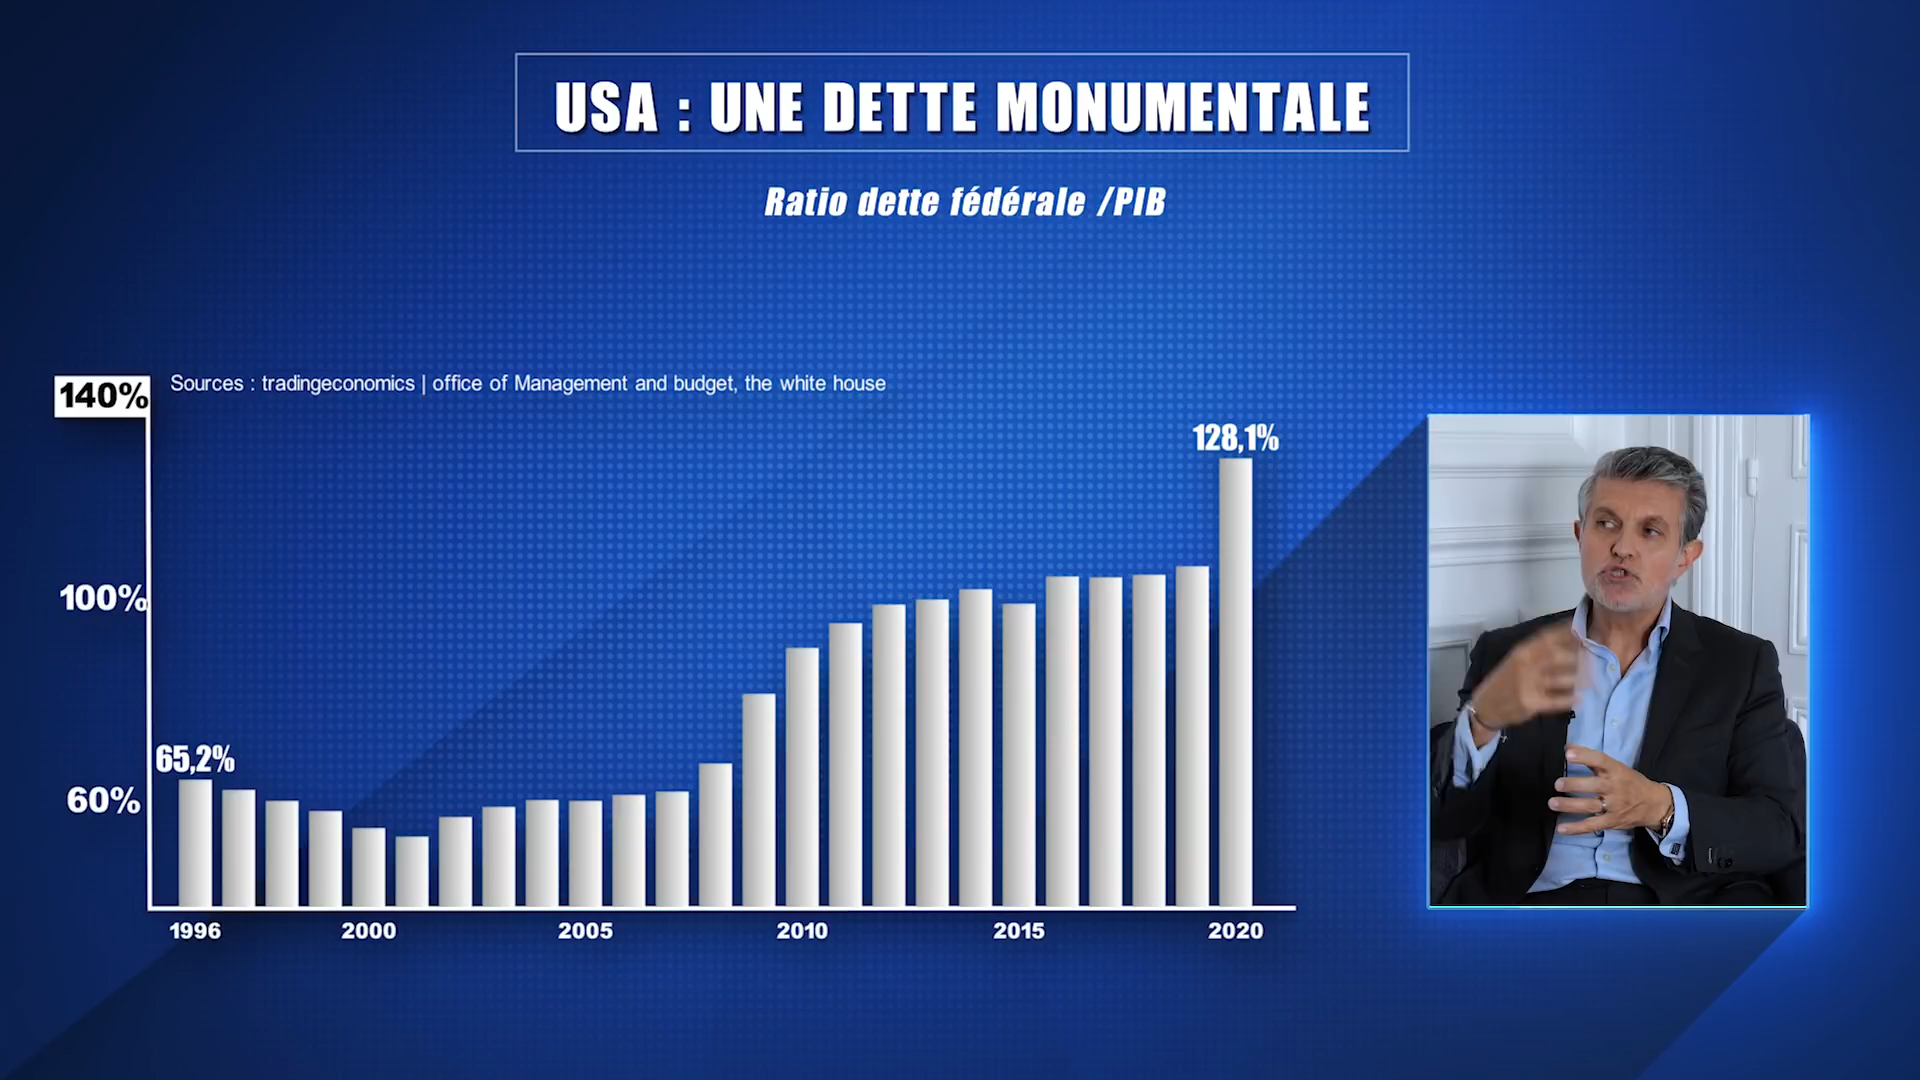 USA : UNE DETTE MONUMENTALE
Ratio dette fédérale /PIB
140%
Sources : tradingeconomics | office of Management and budget, the white house
128,1%
100%
65,2%
60%
1996 2000 2005 2010 2015 2020